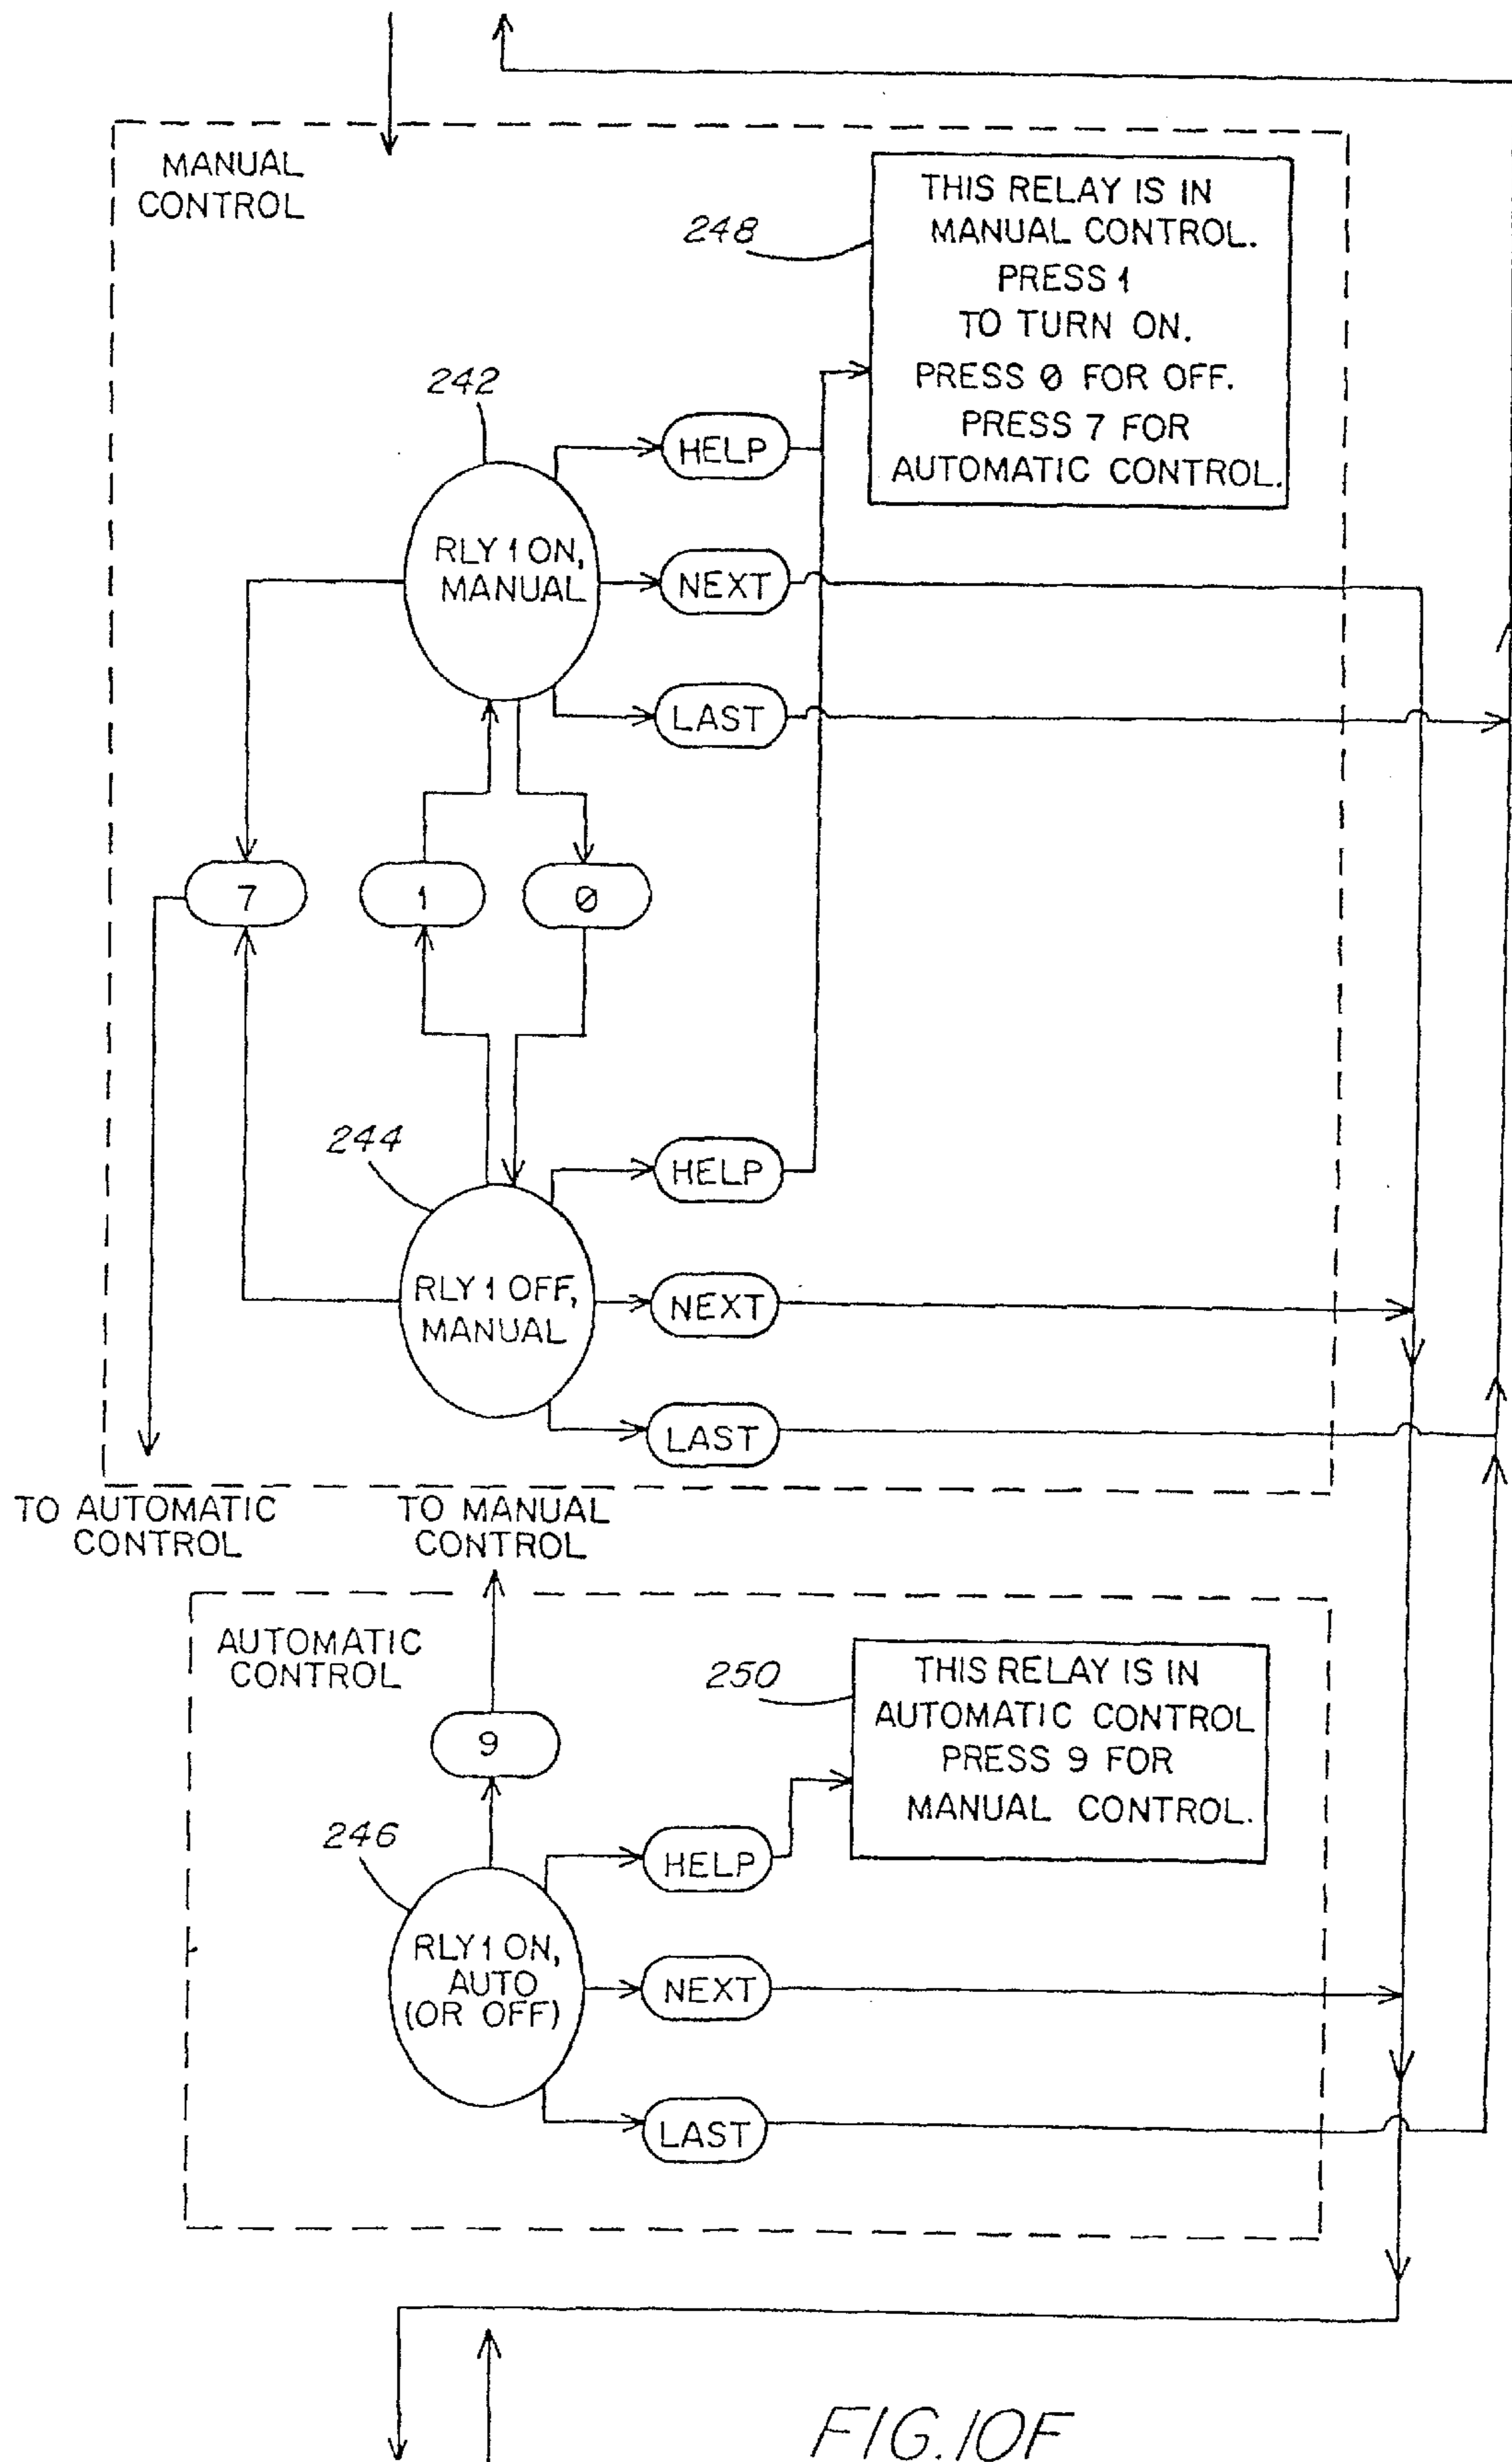 MANUAL
CONTROL
THIS RELAY IS IN
MANUAL CONTROL.
PRESS 1
TO TURN ON.
PRESS 0 FOR OFF.
PRESS 7 FOR
AUTOMATIC CONTROL.
248
242
HELP
RLY 1 ON,
MANUAL
NEXT
LAST
7
1
0
244
HELP
RLY 1 OFF,
MANUAL
NEXT
LAST
TO AUTOMATIC
CONTROL
TO MANUAL
CONTROL
AUTOMATIC
CONTROL
9
250
THIS RELAY IS IN
AUTOMATIC CONTROL
PRESS 9 FOR
MANUAL CONTROL.
246
HELP
RLY 1 ON,
AUTO
(OR OFF)
NEXT
LAST
FIG. 10F